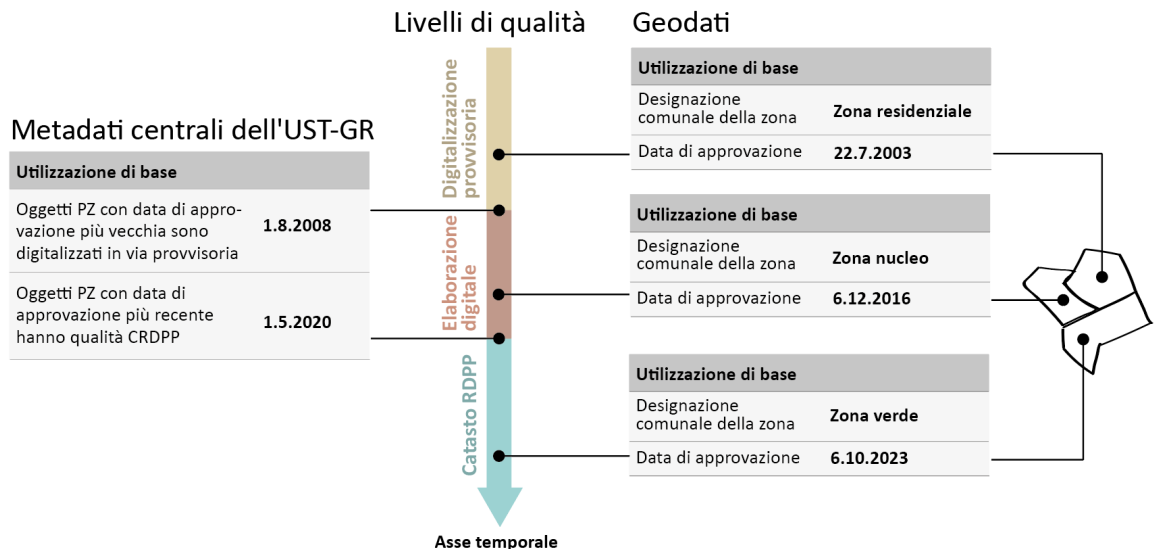 Livelli di qualità
Geodati
Metadati centrali dell'UST-GR
Utilizzazione di base
Oggetti PZ con data di appro-
vazione più vecchia sono
digitalizzati in via provvisoria
1.8.2008
Oggetti PZ con data di
approvazione più recente
hanno qualità CRDPP
1.5.2020
Digitalizzazione
provvisoria
Elaborazione
digitale
Catasto RDPP
Asse temporale
Utilizzazione di base
Designazione
comunale della zona
Zona residenziale
Data di approvazione
22.7.2003
Utilizzazione di base
Designazione
comunale della zona
Zona nucleo
Data di approvazione
6.12.2016
Utilizzazione di base
Designazione
comunale della zona
Zona verde
Data di approvazione
6.10.2023